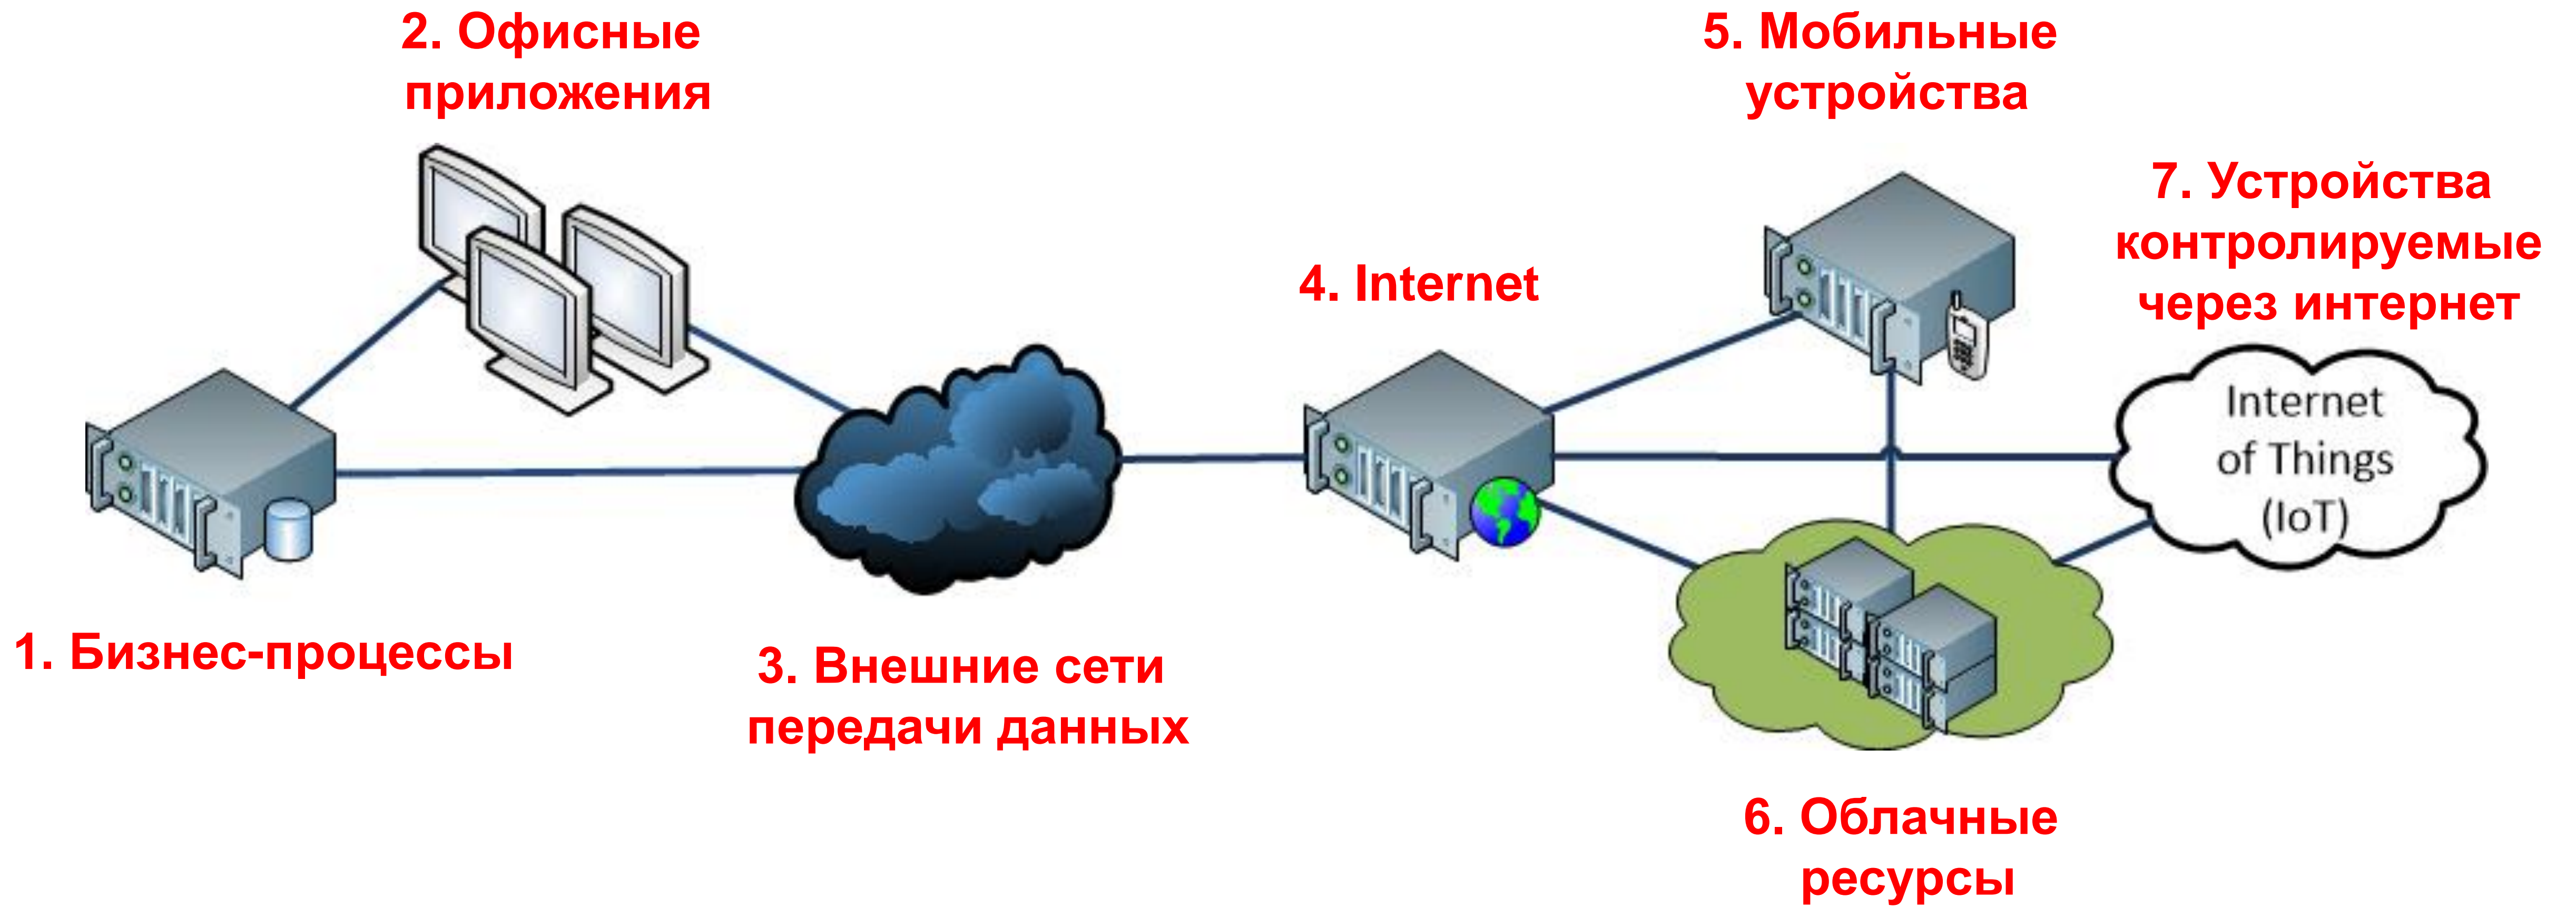 2. Офисные
приложения
5. Мобильные
устройства
7. Устройства
контролируемые
через интернет
4. Internet
Internet
of Things
(IoT)
1. Бизнес-процессы
3. Внешние сети
передачи данных
6. Облачные
ресурсы